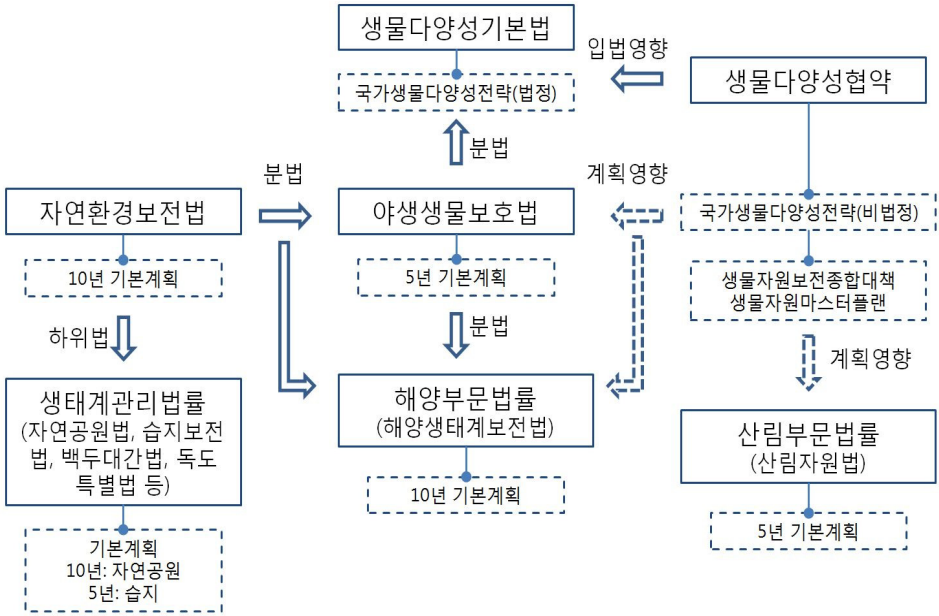 생물다양성기본법
국가생물다양성전략(법정)
입법영향
생물다양성협약
분법
분법
계획영향
자연환경보전법
야생생물보호법
국가생물다양성전략(비법정)
10년 기본계획
5년 기본계획
생물자원보전종합대책
생물자원마스터플랜
하위법
분법
계획영향
생태계관리법률
(자연공원법, 습지보전
법, 백두대간법, 독도
특별법 등)
해양부문법률
(해양생태계보전법)
산림부문법률
(산림자원법)
10년 기본계획
5년 기본계획
기본계획
10년: 자연공원
5년: 습지